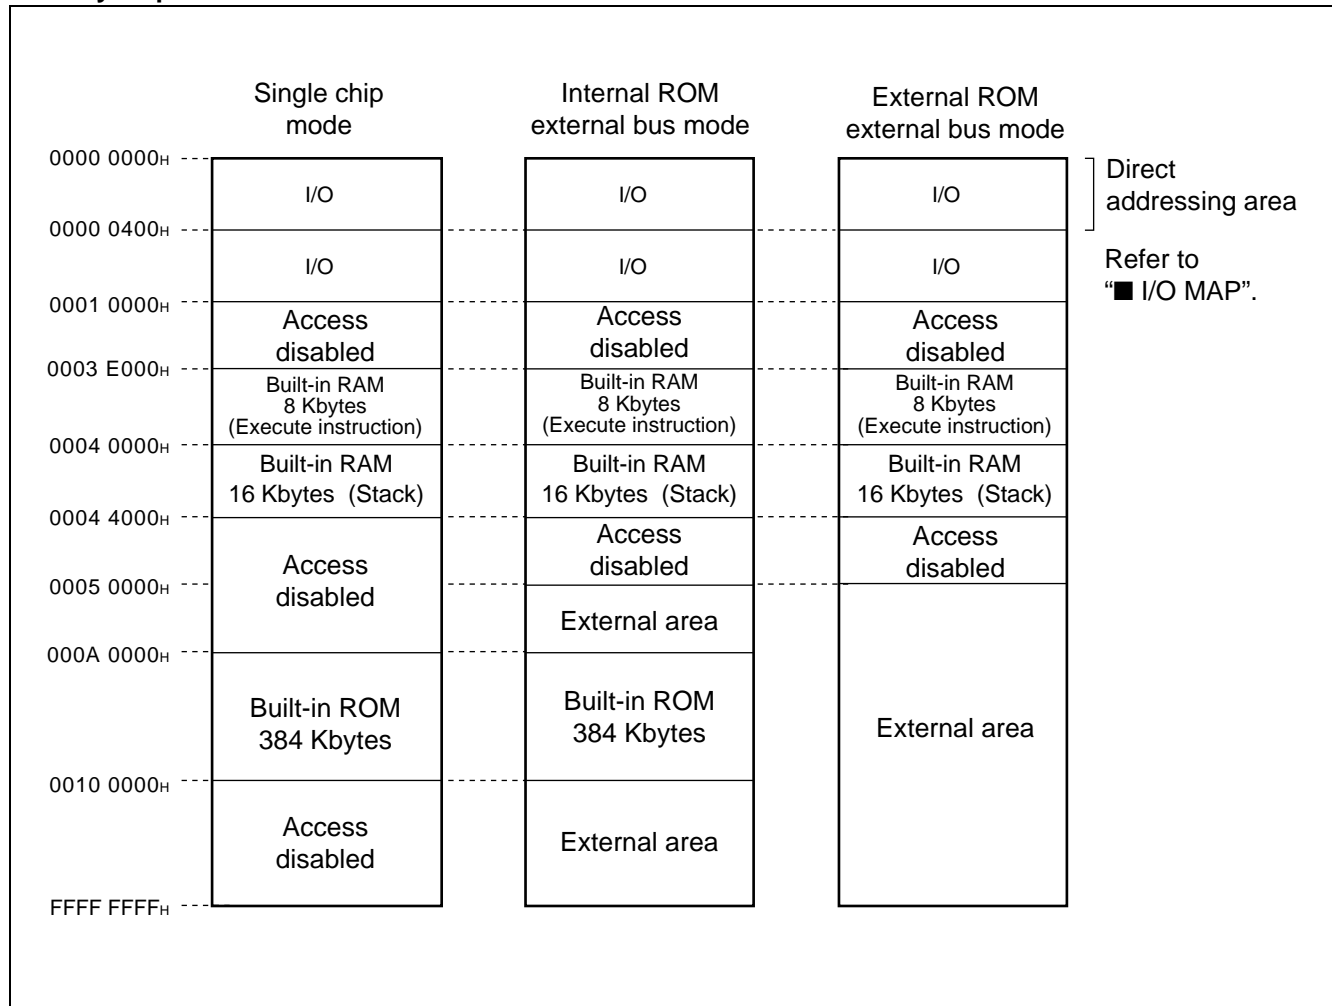 Single chip
mode
Internal ROM
external bus mode
External ROM
external bus mode
0000 0000H
I/O
I/O
I/O
Direct
addressing area
0000 0400H
I/O
I/O
I/O
Refer to
“■ I/O MAP”.
0001 0000H
Access
disabled
Access
disabled
Access
disabled
0003 E000H
Built-in RAM
8 Kbytes
(Execute instruction)
Built-in RAM
8 Kbytes
(Execute instruction)
Built-in RAM
8 Kbytes
(Execute instruction)
0004 0000H
Built-in RAM
16 Kbytes (Stack)
Built-in RAM
16 Kbytes (Stack)
Built-in RAM
16 Kbytes (Stack)
0004 4000H
Access
disabled
Access
disabled
Access
disabled
0005 0000H
External area
External area
000A 0000H
Built-in ROM
384 Kbytes
Built-in ROM
384 Kbytes
0010 0000H
Access
disabled
External area
FFFF FFFFH